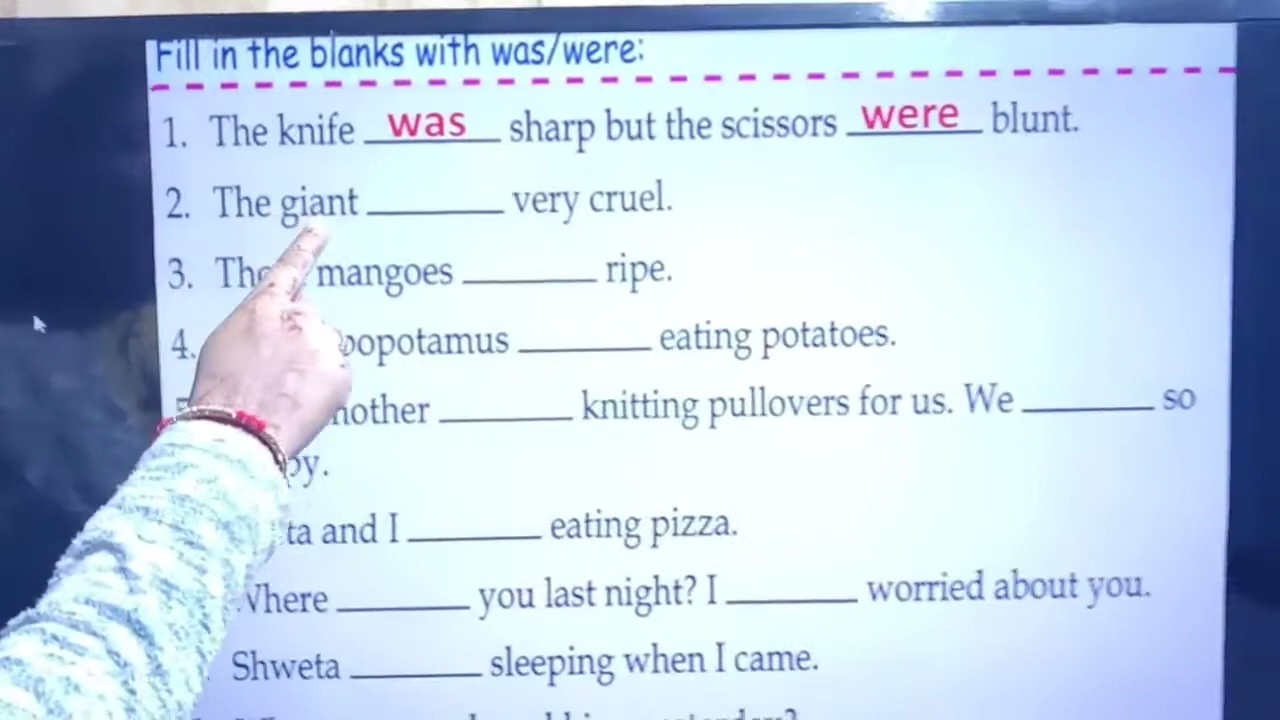 Fill in the blanks with was/were:
1. The knife was sharp but the scissors were blunt.
2. The giant ________ very cruel.
3. mangoes ________ ripe.
4. ________ eating potatoes.
________ knitting pullovers for us. We ________ so
and I ________ eating pizza.
Where ________ you last night? I ________ worried about you.
Shweta ________ sleeping when I came.